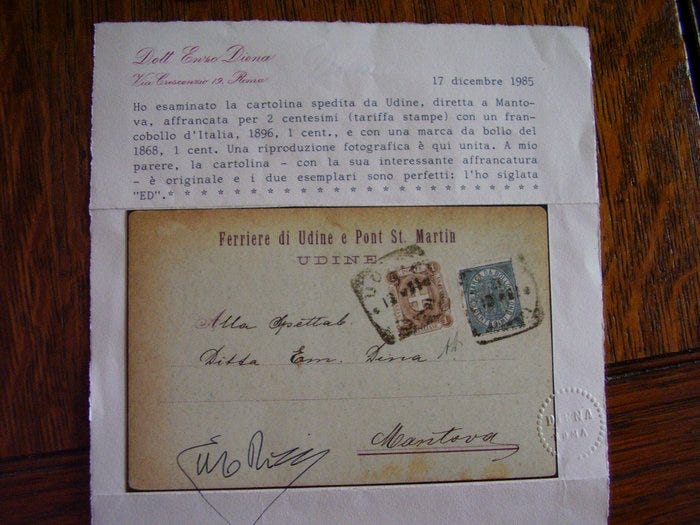 Dott. Enzo Diena
Via Crescenzio 19, Roma
17 dicembre 1985
Ho esaminato la cartolina spedita da Udine, diretta a Manto-
va, affrancata per 2 centesimi (tariffa stampe) con un fran-
cobollo d'Italia, 1896, 1 cent., e con una marca da bollo del
1868, 1 cent. Una riproduzione fotografica è qui unita. A mio
parere, la cartolina - con la sua interessante affrancatura
- è originale e i due esemplari sono perfetti: l'ho siglata
"ED".* * * * * * * * * * * * * * * * * * * * * *
Ferriere di Udine e Pont St. Martin
UDINE
Alla Spettab.
Ditta Em. Dina
Mantova
DIENA
ROMA